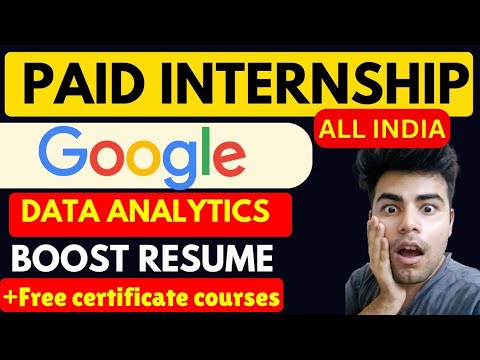 PAID INTERNSHIP
ALL INDIA
Google
DATA ANALYTICS
BOOST RESUME
+Free certificate courses